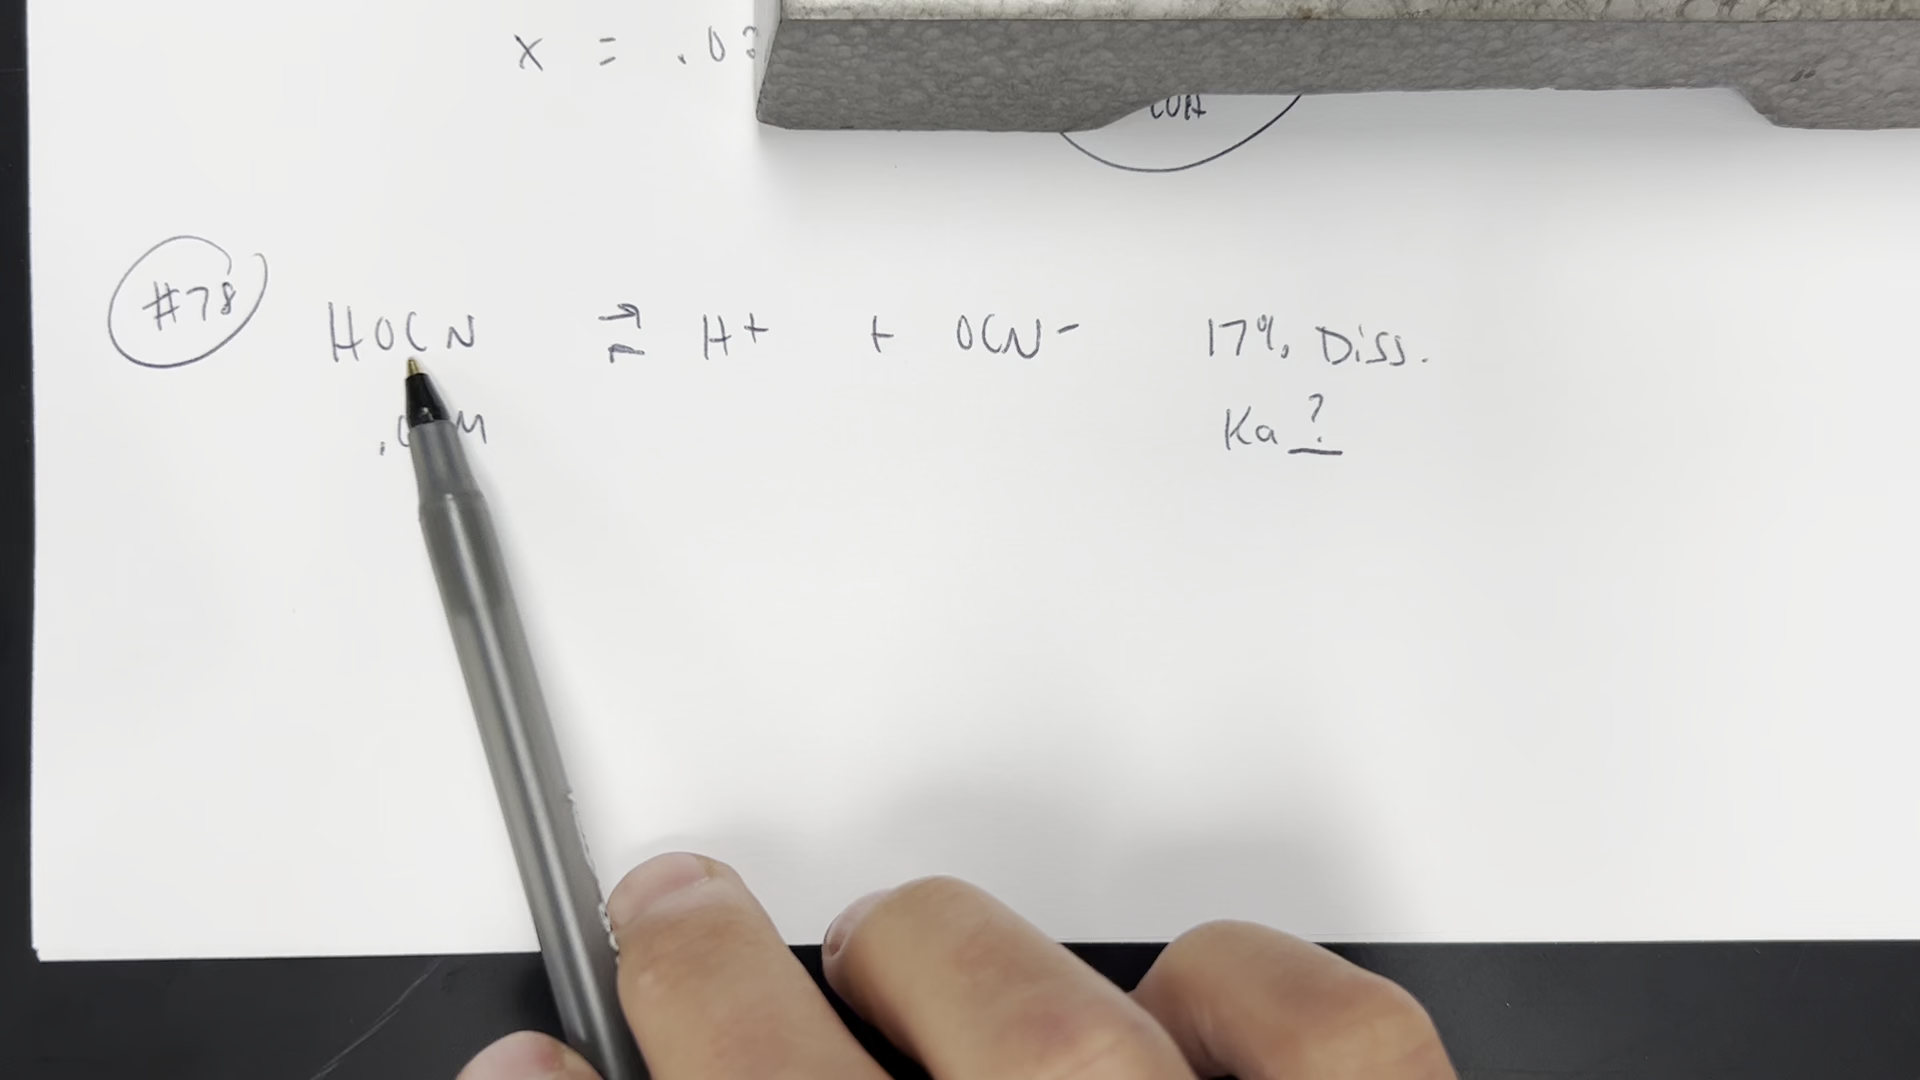 x = .0
#78
HOCN ⇌ H+ + OCN- 17% Diss.
M Ka ?